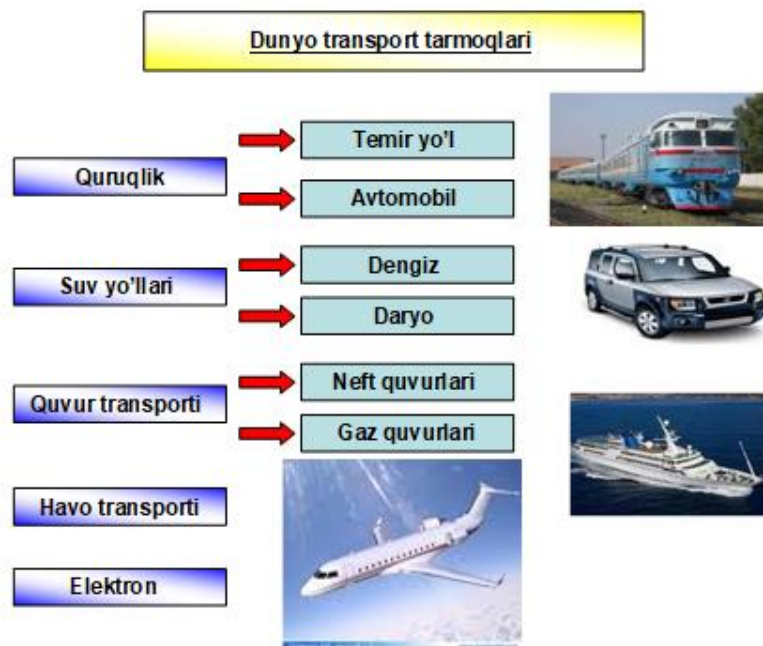 Dunyo transport tarmoqlari
Quruqlik
Temir yo'l
Avtomobil
Suv yo'llari
Dengiz
Daryo
Quvur transporti
Neft quvurlari
Gaz quvurlari
Havo transporti
Elektron